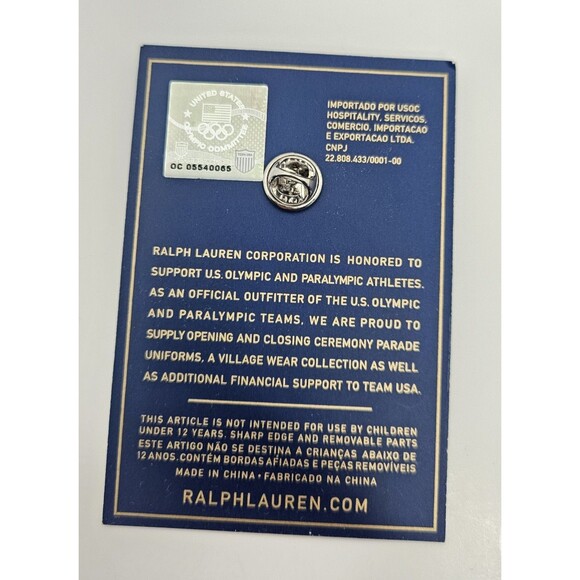 UNITED STATES
OLYMPIC COMMITTEE
OC 05540065
IMPORTADO POR USOC
HOSPITALITY, SERVICOS,
COMERCIO, IMPORTACAO
E EXPORTACAO LTDA.
CNPJ
22.808.433/0001-00
RALPH LAUREN CORPORATION IS HONORED TO
SUPPORT U.S. OLYMPIC AND PARALYMPIC ATHLETES.
AS AN OFFICIAL OUTFITTER OF THE U.S. OLYMPIC
AND PARALYMPIC TEAMS, WE ARE PROUD TO
SUPPLY OPENING AND CLOSING CEREMONY PARADE
UNIFORMS, A VILLAGE WEAR COLLECTION AS WELL
AS ADDITIONAL FINANCIAL SUPPORT TO TEAM USA.
THIS ARTICLE IS NOT INTENDED FOR USE BY CHILDREN
UNDER 12 YEARS. SHARP EDGE AND REMOVABLE PARTS
ESTE ARTIGO NÃO SE DESTINA A CRIANÇAS ABAIXO DE
12 ANOS. CONTÉM BORDAS AFIADAS E PEÇAS REMOVÍVEIS
MADE IN CHINA • FABRICADO NA CHINA
RALPHLAUREN.COM